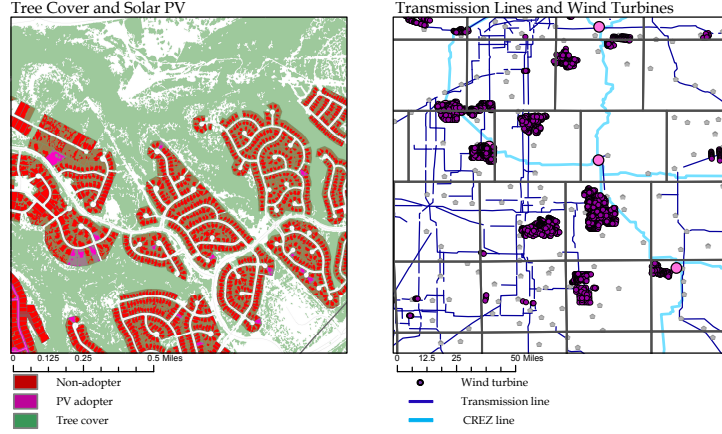 Tree Cover and Solar PV
Transmission Lines and Wind Turbines
0 0.125 0.25 0.5 Miles
0 12.5 25 50 Miles
Non-adopter
PV adopter
Tree cover
Wind turbine
Transmission line
CREZ line